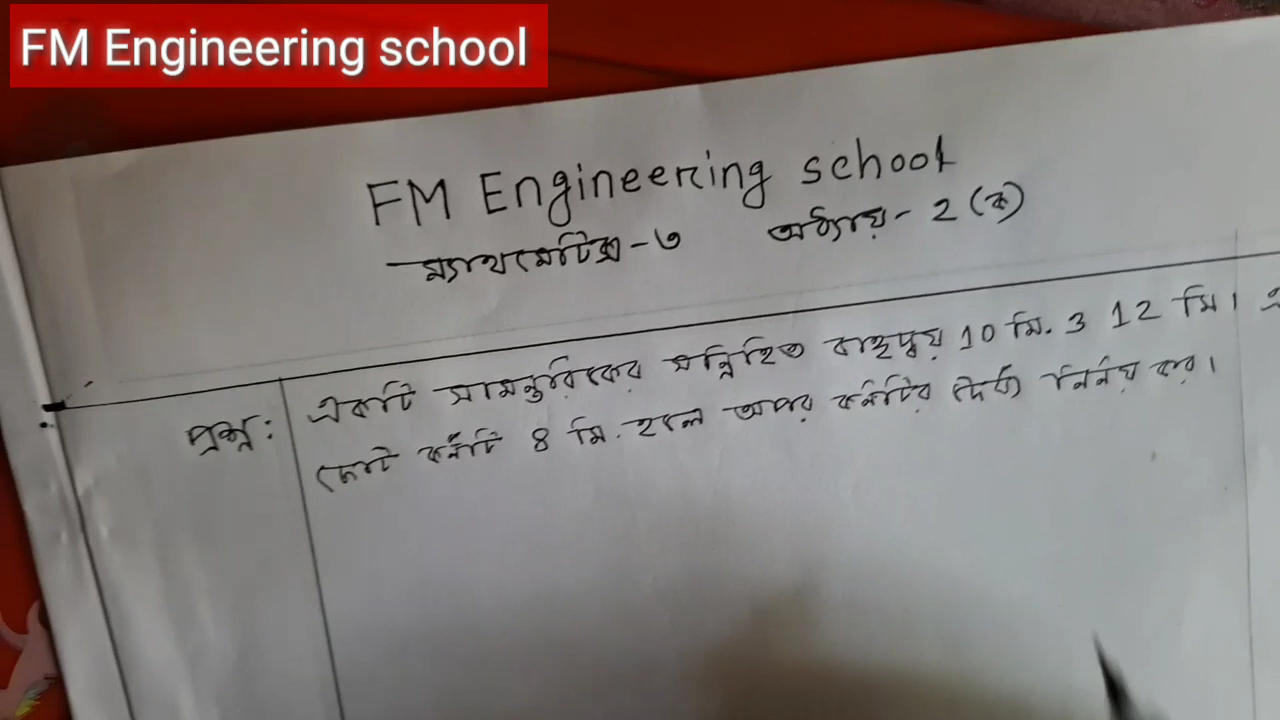 FM Engineering school
FM Engineering school
ম্যাথমেটিক্স-৩ অধ্যায়- 2 (ক)
একটি সামন্তরিকের সন্নিহিত বাহুদ্বয় 10 মি. ও 12 মি। এ
প্রশ্ন: ছোট কর্ণটি 8 মি. হলে অপর কর্ণটির দৈর্ঘ্য নির্ণয় কর।